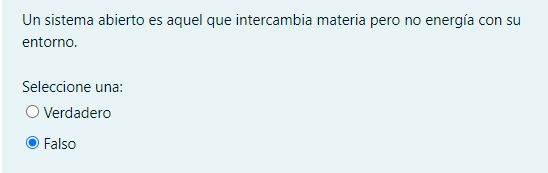 Un sistema abierto es aquel que intercambia materia pero no energía con su
entorno.
Seleccione una:
Verdadero
Falso